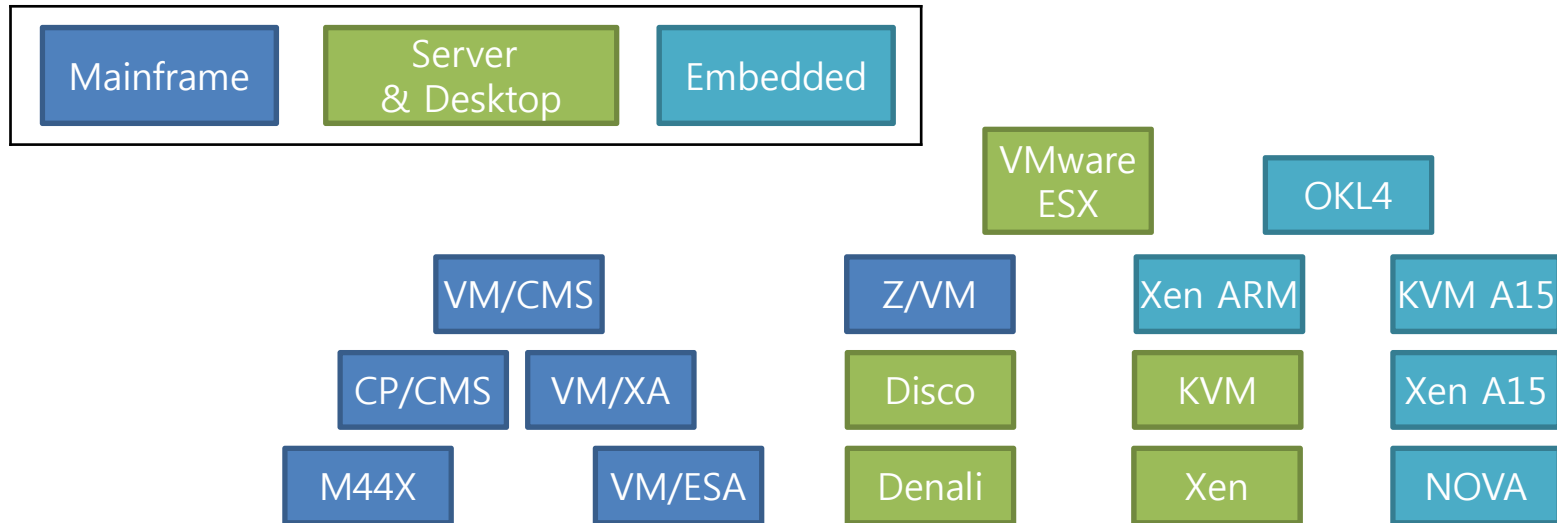 Mainframe
Server
& Desktop
Embedded
VMware
ESX
OKL4
VM/CMS
Z/VM
Xen ARM
KVM A15
CP/CMS
VM/XA
Disco
KVM
Xen A15
M44X
VM/ESA
Denali
Xen
NOVA